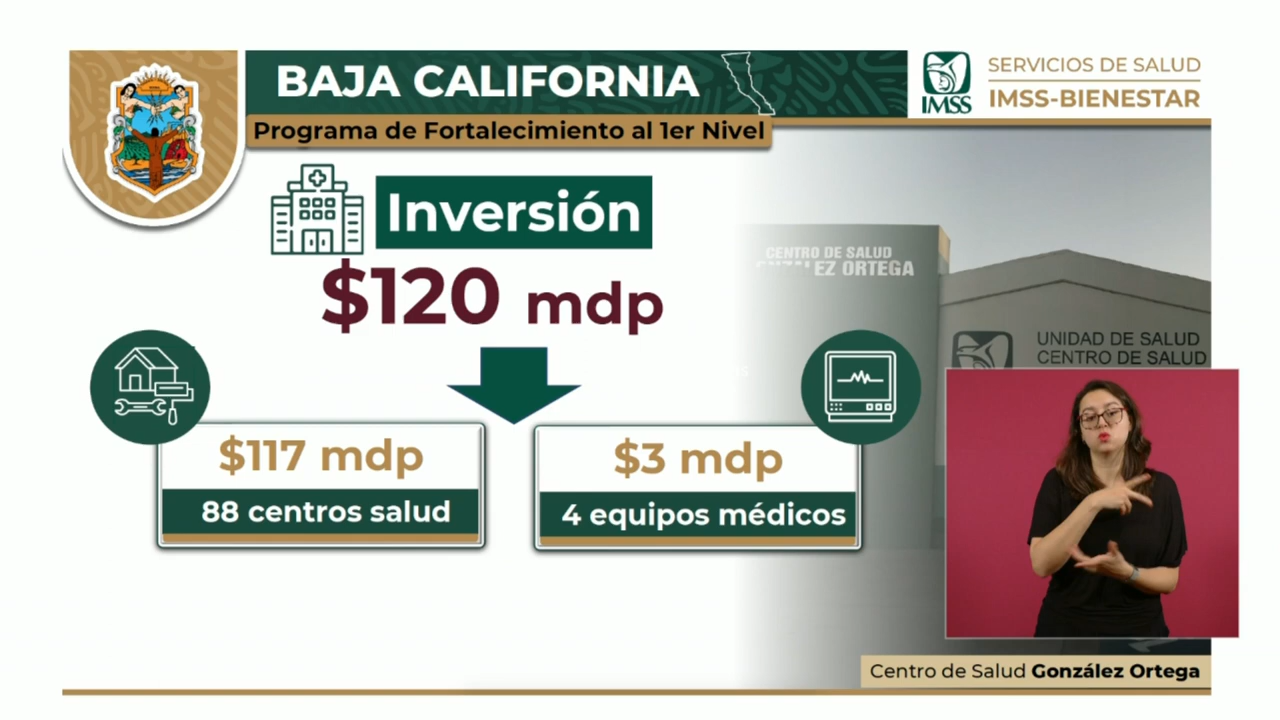 BAJA CALIFORNIA
IMSS
SERVICIOS DE SALUD
IMSS-BIENESTAR
Programa de Fortalecimiento al 1er Nivel
Inversión
$120 mdp
CENTRO DE SALUD
EZ ORTEGA
UNIDAD DE SALUD
CENTRO DE SALUD
$117 mdp
88 centros salud
$3 mdp
4 equipos médicos
Centro de Salud González Ortega